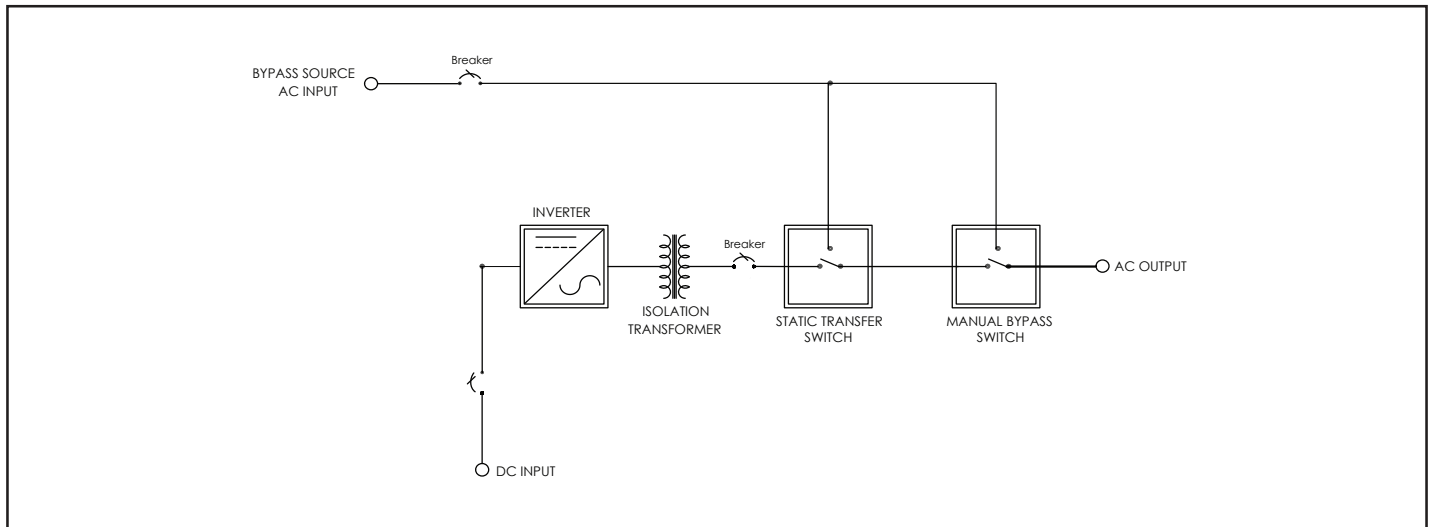 Breaker
BYPASS SOURCE
AC INPUT
INVERTER
Breaker
AC OUTPUT
ISOLATION
TRANSFORMER
STATIC TRANSFER
SWITCH
MANUAL BYPASS
SWITCH
DC INPUT